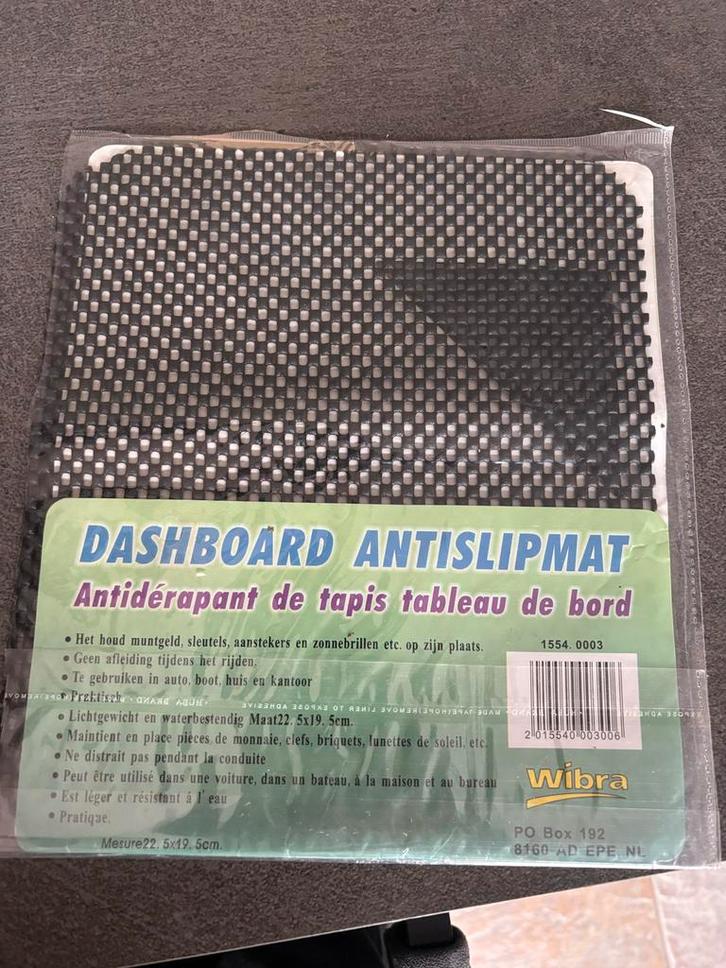 DASHBOARD ANTISLIPMAT
Antidérapant de tapis tableau de bord
• Het houd muntgeld, sleutels, aanstekers en zonnebrillen etc. op zijn plaats.
• Geen afleiding tijdens het rijden.
• Te gebruiken in auto, boot, huis en kantoor
• Praktisch
• Lichtgewicht en waterbestendig Maat22. 5x19. 5cm.
• Maintient en place pièces de monnaie, clefs, briquets, lunettes de soleil, etc.
• Ne distrait pas pendant la conduite
• Peut être utilisé dans une voiture, dans un bateau, à la maison et au bureau
• Est léger et résistant á l' eau
• Pratique.
Mesure22. 5x19. 5cm.
1554. 0003
2 015540 003006
Wibra
PO Box 192
8160 AD EPE NL